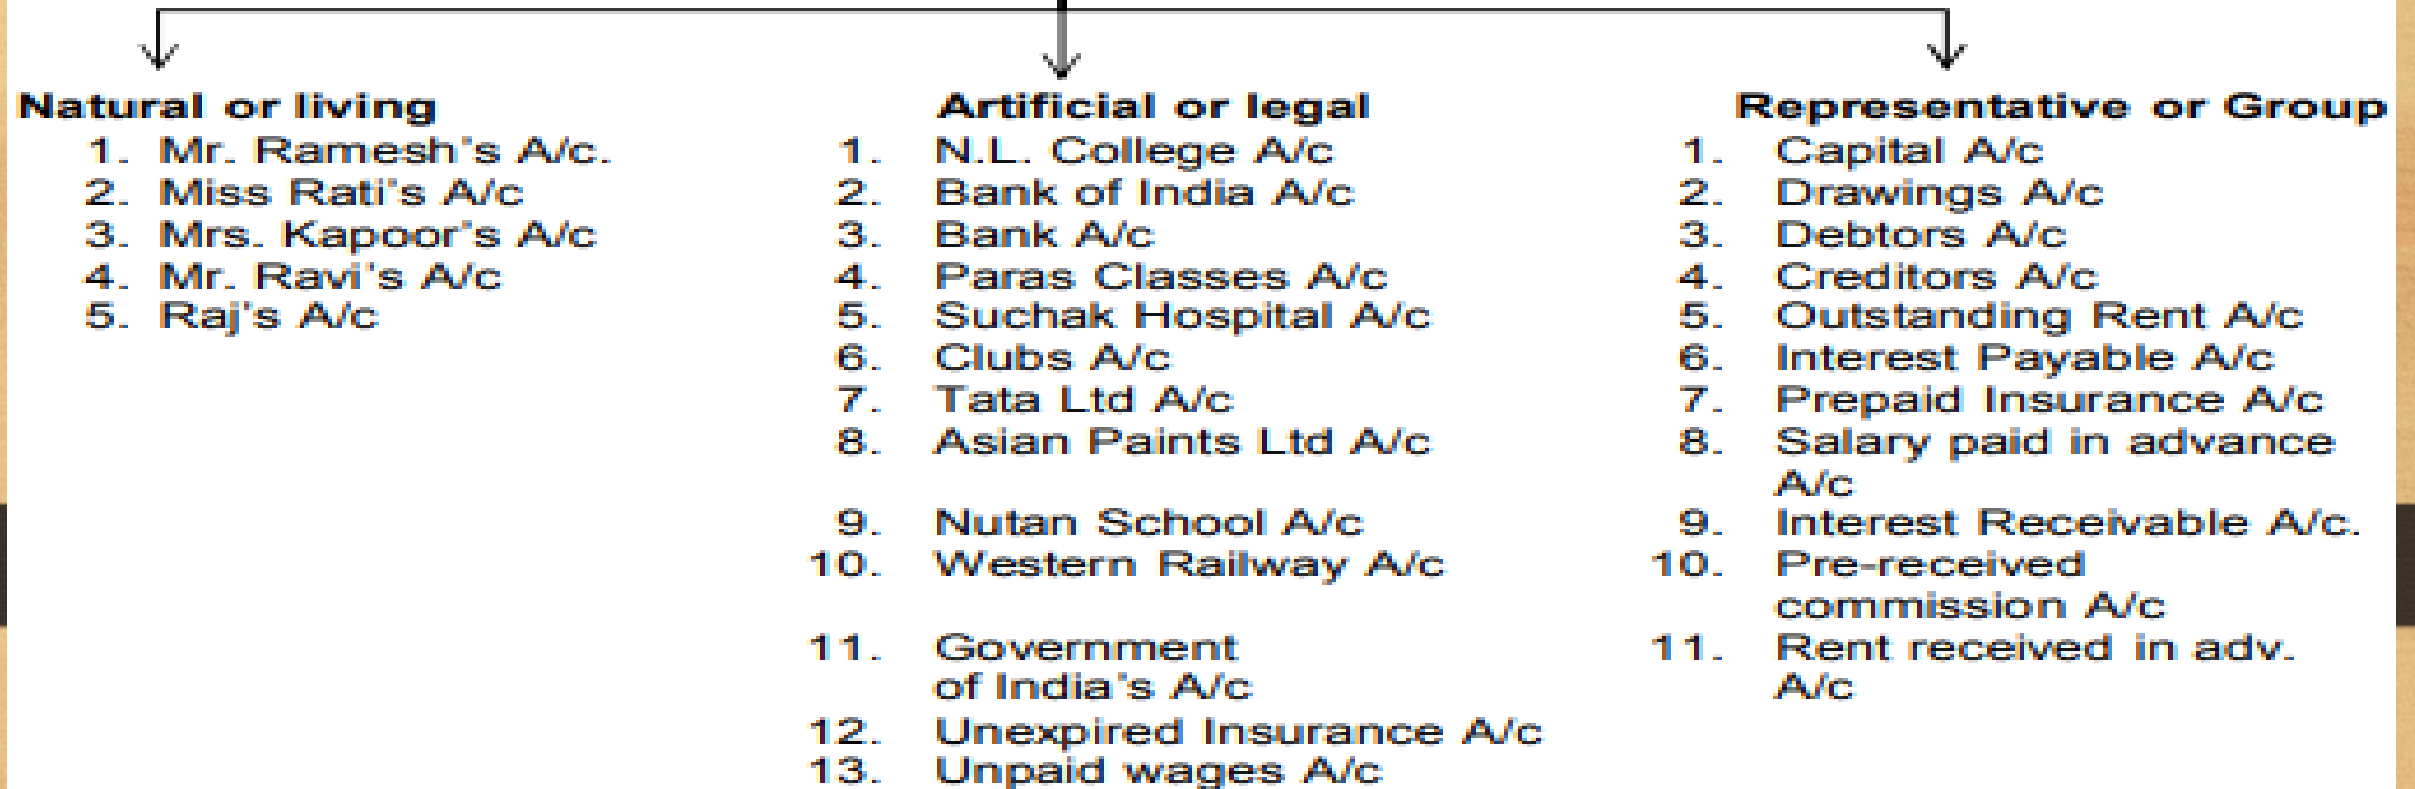 Natural or living
1. Mr. Ramesh's A/c.
2. Miss Rati's A/c
3. Mrs. Kapoor's A/c
4. Mr. Ravi's A/c
5. Raj's A/c
Artificial or legal
1. N.L. College A/c
2. Bank of India A/c
3. Bank A/c
4. Paras Classes A/c
5. Suchak Hospital A/c
6. Clubs A/c
7. Tata Ltd A/c
8. Asian Paints Ltd A/c
9. Nutan School A/c
10. Western Railway A/c
11. Government
of India's A/c
12. Unexpired Insurance A/c
13. Unpaid wages A/c
Representative or Group
1. Capital A/c
2. Drawings A/c
3. Debtors A/c
4. Creditors A/c
5. Outstanding Rent A/c
6. Interest Payable A/c
7. Prepaid Insurance A/c
8. Salary paid in advance
A/c
9. Interest Receivable A/c.
10. Pre-received
commission A/c
11. Rent received in adv.
A/c